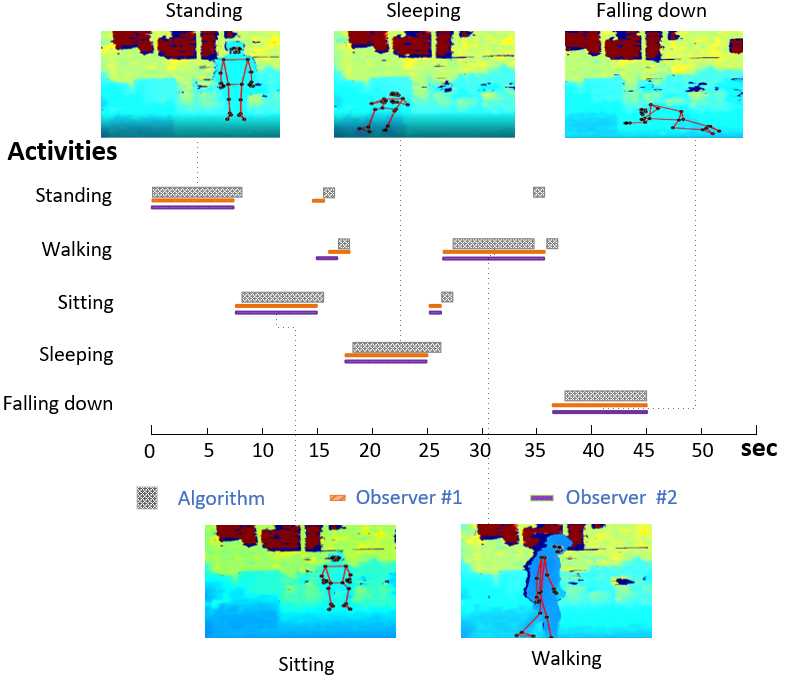 Standing
Sleeping
Falling down
Activities
Standing
Walking
Sitting
Sleeping
Falling down
0 5 10 15 20 25 30 35 40 45 50 sec
Algorithm Observer #1 Observer #2
Sitting
Walking